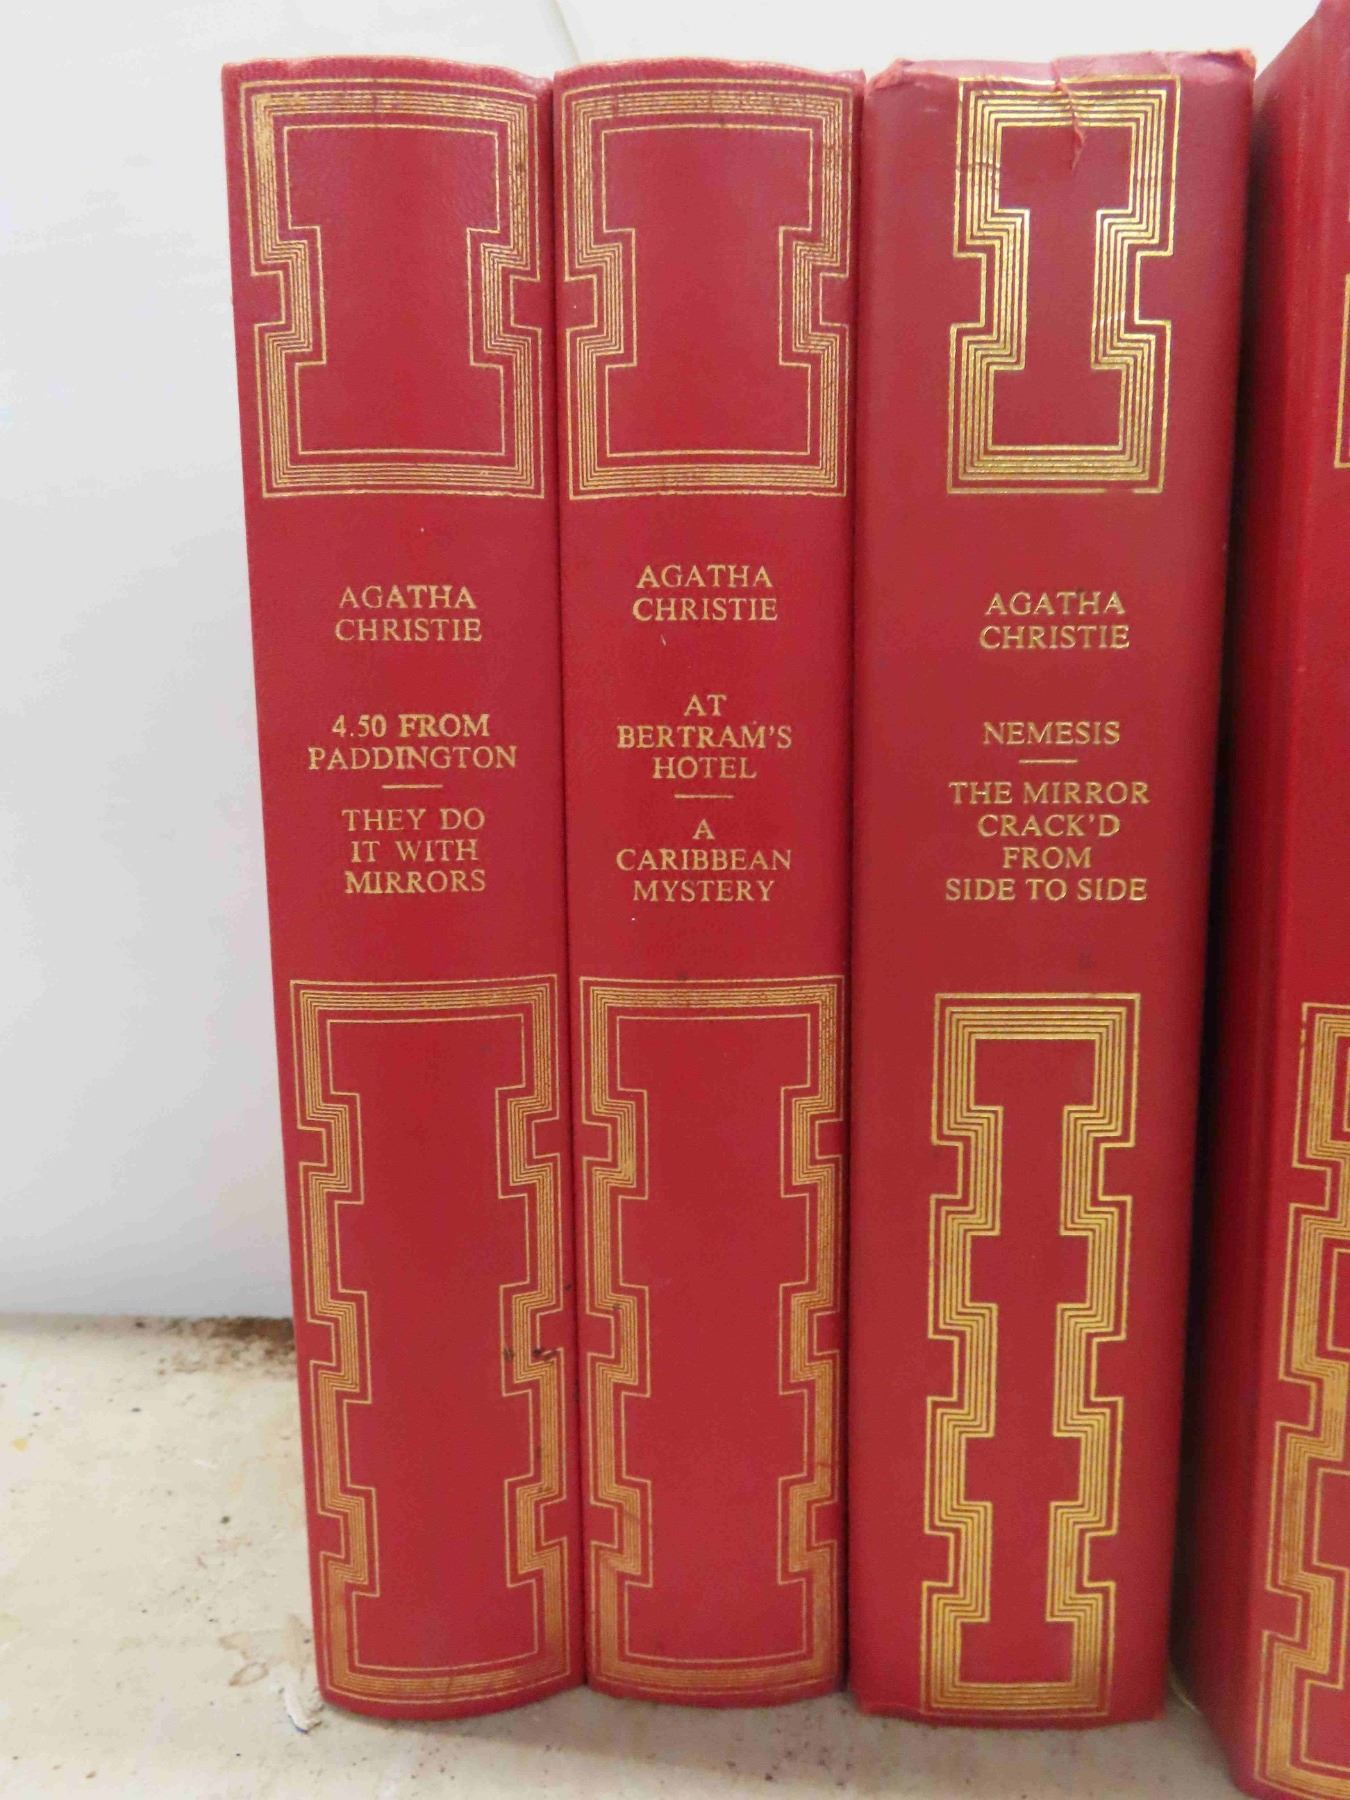 AGATHA
CHRISTIE
4.50 FROM
PADDINGTON
THEY DO
IT WITH
MIRRORS
AGATHA
CHRISTIE
AT
BERTRAM'S
HOTEL
A
CARIBBEAN
MYSTERY
AGATHA
CHRISTIE
NEMESIS
THE MIRROR
CRACK'D
FROM
SIDE TO SIDE